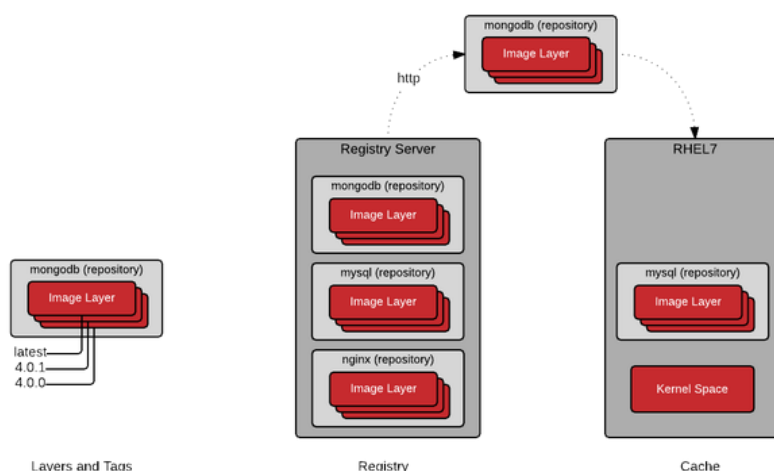 mongodb (repository)
Image Layer
http
Registry Server
mongodb (repository)
Image Layer
mysql (repository)
Image Layer
nginx (repository)
Image Layer
RHEL7
mysql (repository)
Image Layer
Kernel Space
mongodb (repository)
Image Layer
latest
4.0.1
4.0.0
Layers and Tags
Registry
Cache